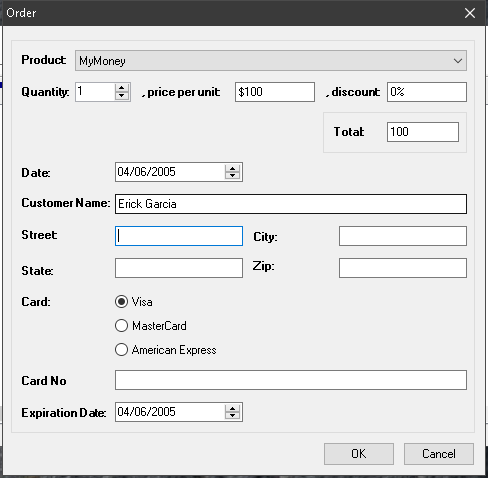 Order
Product: MyMoney
Quantity: 1 , price per unit: $100 , discount: 0%
Total: 100
Date: 04/06/2005
Customer Name: Erick Garcia
Street: City:
State: Zip:
Card: Visa
MasterCard
American Express
Card No
Expiration Date: 04/06/2005
OK Cancel